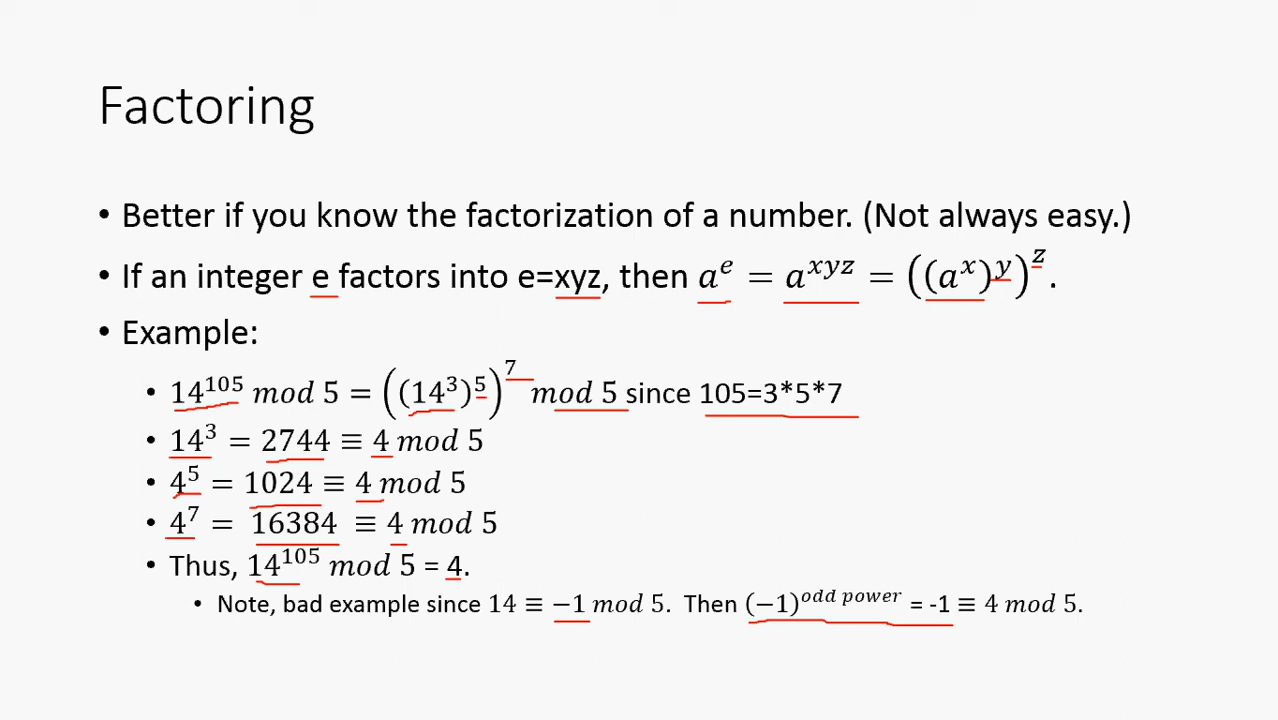 Factoring
• Better if you know the factorization of a number. (Not always easy.)
• If an integer e factors into e=xyz, then a^e = a^{xyz} = ((a^x)^y)^z.
• Example:
• 14^{105} mod 5 = ((14^3)^5)^7 mod 5 since 105=3*5*7
• 14^3 = 2744 ≡ 4 mod 5
• 4^5 = 1024 ≡ 4 mod 5
• 4^7 = 16384 ≡ 4 mod 5
• Thus, 14^{105} mod 5 = 4.
• Note, bad example since 14 ≡ −1 mod 5. Then (−1)^{odd power} = -1 ≡ 4 mod 5.